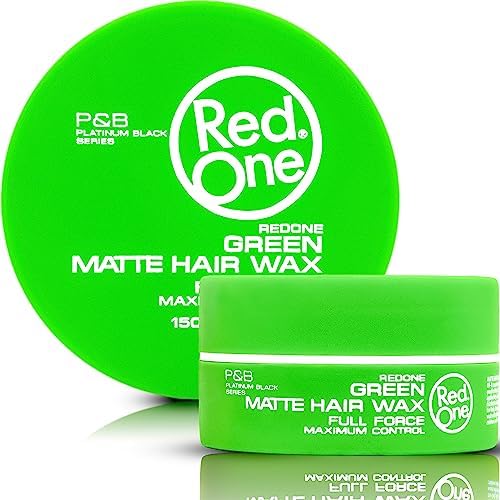 P&B
PLATINUM BLACK
SERIES
Red
One
REDONE
GREEN
MATTE HAIR WAX
MAXIM
150
P&B
PLATINUM BLACK
SERIES
REDONE
GREEN
MATTE HAIR WAX
FULL FORCE
MAXIMUM CONTROL
Red
One